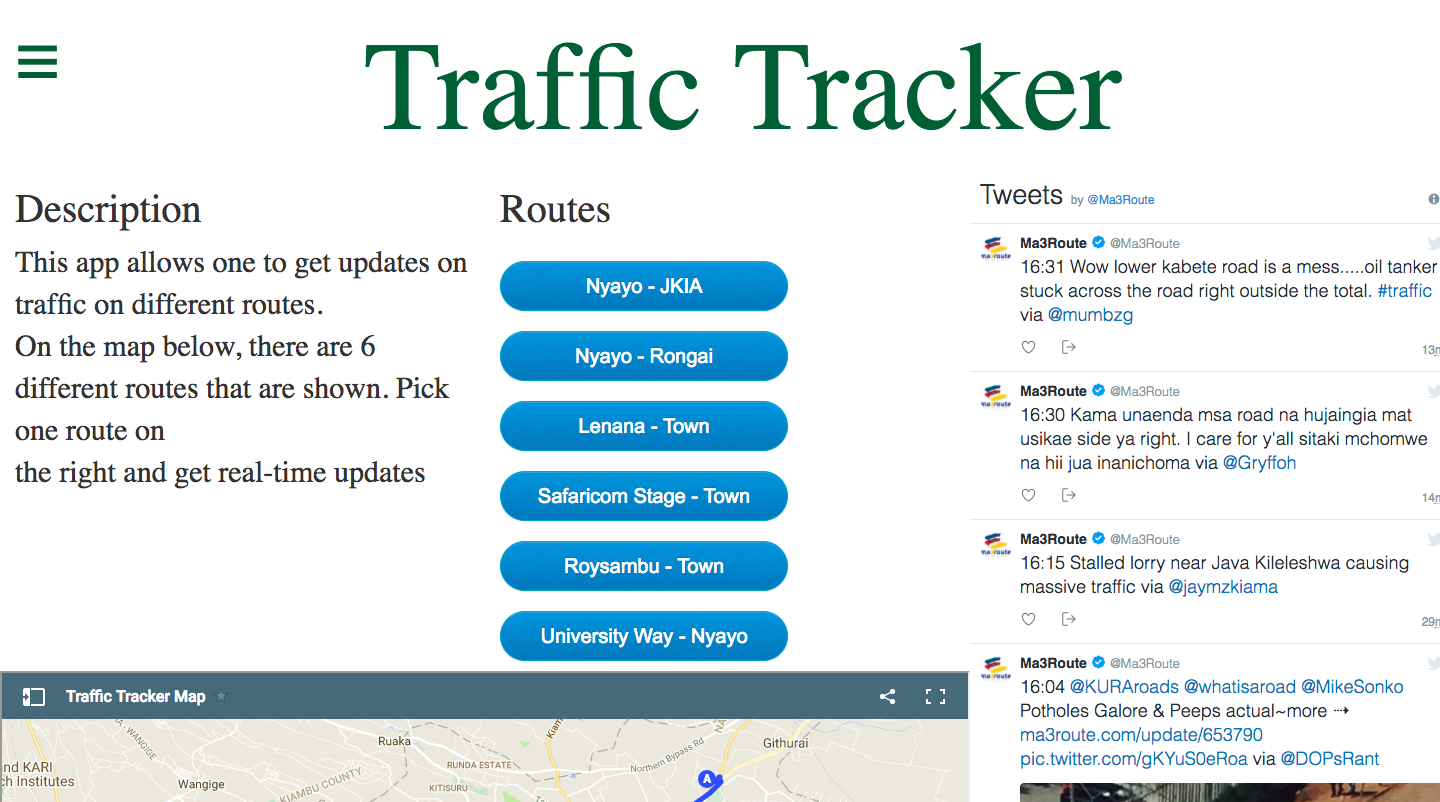 Traffic Tracker
Description
This app allows one to get updates on
traffic on different routes.
On the map below, there are 6
different routes that are shown. Pick
one route on
the right and get real-time updates
Routes
Nyayo - JKIA
Nyayo - Rongai
Lenana - Town
Safaricom Stage - Town
Roysambu - Town
University Way - Nyayo
Tweets by @Ma3Route
Ma3Route @Ma3Route
16:31 Wow lower kabete road is a mess.....oil tanker
stuck across the road right outside the total. #traffic
via @mumbzg
13m
Ma3Route @Ma3Route
16:30 Kama unaenda msa road na hujaingia mat
usikae side ya right. I care for y'all sitaki mchomwe
na hii jua inanichoma via @Gryffoh
14m
Ma3Route @Ma3Route
16:15 Stalled lorry near Java Kileleshwa causing
massive traffic via @jaymzkiama
29m
Ma3Route @Ma3Route
16:04 @KURAroads @whatisaroad @MikeSonko
Potholes Galore & Peeps actual~more ⇢
ma3route.com/update/653790
pic.twitter.com/gKYuS0eRoa via @DOPsRant
Traffic Tracker Map
WANGIGE
Ruaka
Kiam
Githurai
Northern Bypass Rd
RUNDA ESTATE
nd KARI
ch Institutes
Wangige
KIAMBU COUNTY
KITISURU
A